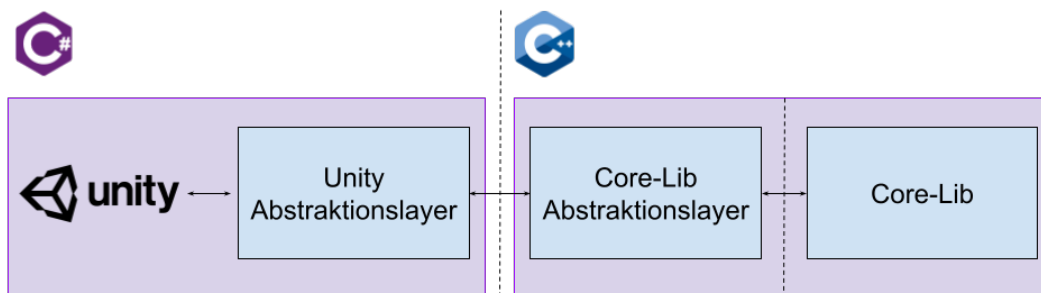 C#
C++
unity
Unity
Abstraktionslayer
Core-Lib
Abstraktionslayer
Core-Lib